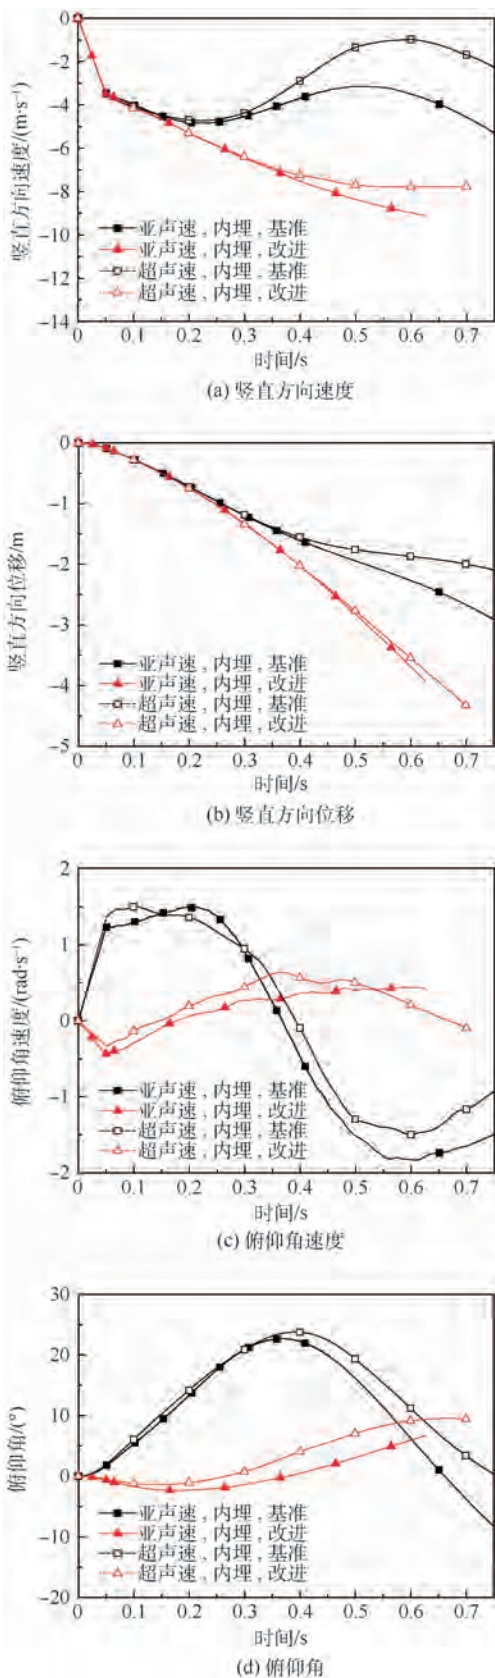 0
-2
-4
-6
-8
-10
-12
-14
竖直方向速度/(m·s⁻¹)
亚声速,内埋,基准
亚声速,内埋,改进
超声速,内埋,基准
超声速,内埋,改进
0 0.1 0.2 0.3 0.4 0.5 0.6 0.7
时间/s
(a) 竖直方向速度
0
-1
-2
-3
-4
-5
竖直方向位移/m
亚声速,内埋,基准
亚声速,内埋,改进
超声速,内埋,基准
超声速,内埋,改进
0 0.1 0.2 0.3 0.4 0.5 0.6 0.7
时间/s
(b) 竖直方向位移
2
1
0
-1
-2
俯仰角速度/(rad·s⁻¹)
亚声速,内埋,基准
亚声速,内埋,改进
超声速,内埋,基准
超声速,内埋,改进
0 0.1 0.2 0.3 0.4 0.5 0.6 0.7
时间/s
(c) 俯仰角速度
30
20
10
0
-10
-20
俯仰角/(°)
亚声速,内埋,基准
亚声速,内埋,改进
超声速,内埋,基准
超声速,内埋,改进
0 0.1 0.2 0.3 0.4 0.5 0.6 0.7
时间/s
(d) 俯仰角